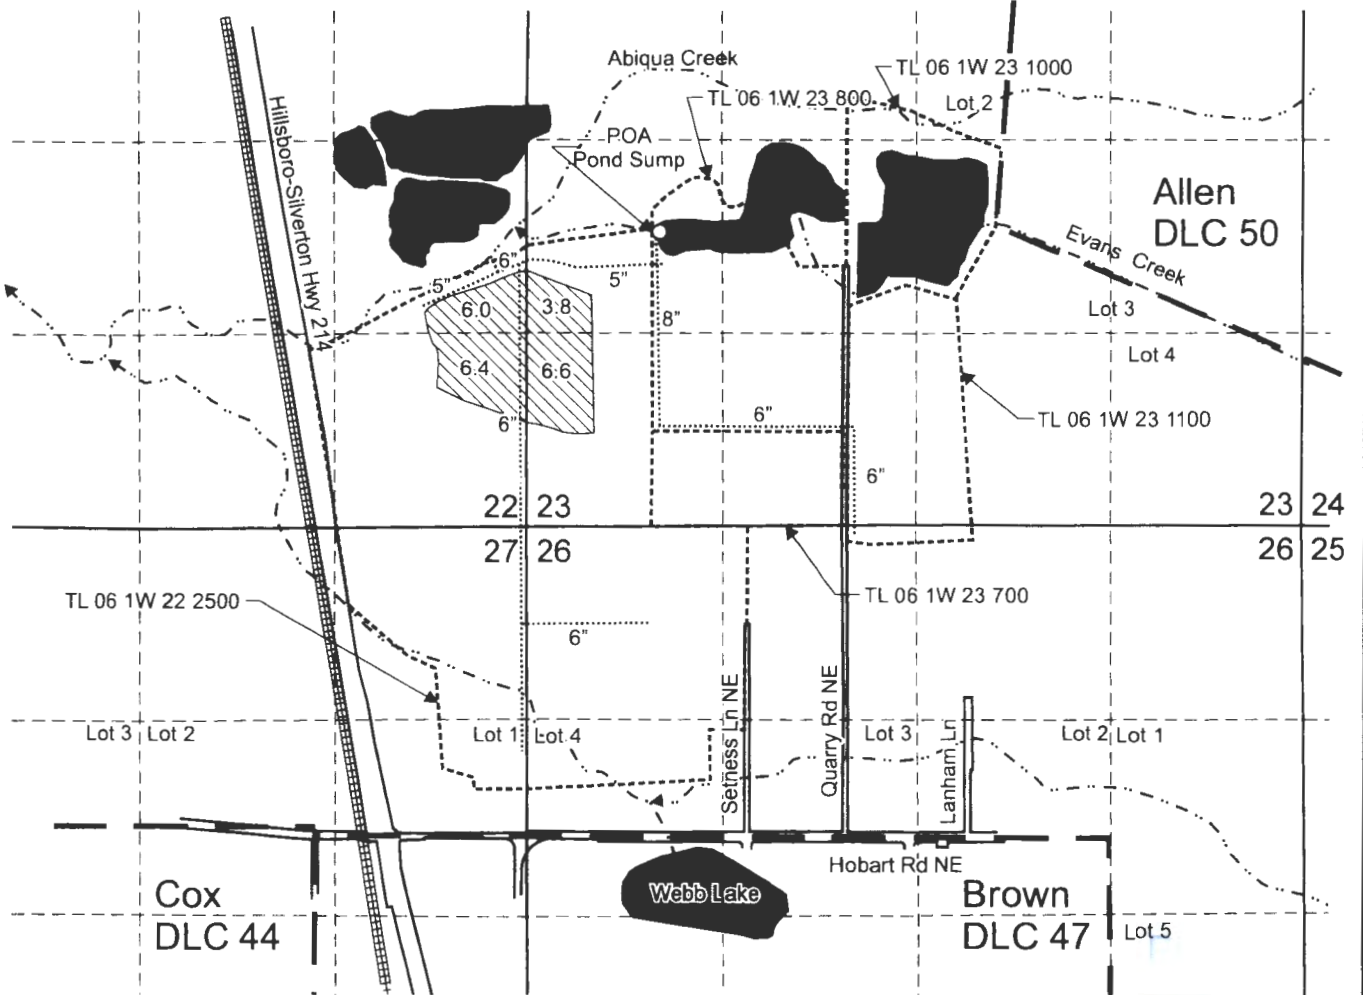 Abiqua Creek
TL 06 1W 23 1000
TL 06 1W 23 800
Lot 2
POA
Pond Sump
Hillsboro-Silverton Hwy 214
Allen
DLC 50
Evans Creek
6"
5"
5"
6.0
3.8
8"
Lot 3
Lot 4
6.4
6.6
6"
6"
TL 06 1W 23 1100
6"
22 23
23 24
27 26
26 25
TL 06 1W 22 2500
TL 06 1W 23 700
6"
Setness Ln NE
Quarry Rd NE
Lanham Ln
Lot 3 Lot 2
Lot 1 Lot 4
Lot 3
Lot 2 Lot 1
Hobart Rd NE
Webb Lake
Cox
DLC 44
Brown
DLC 47
Lot 5